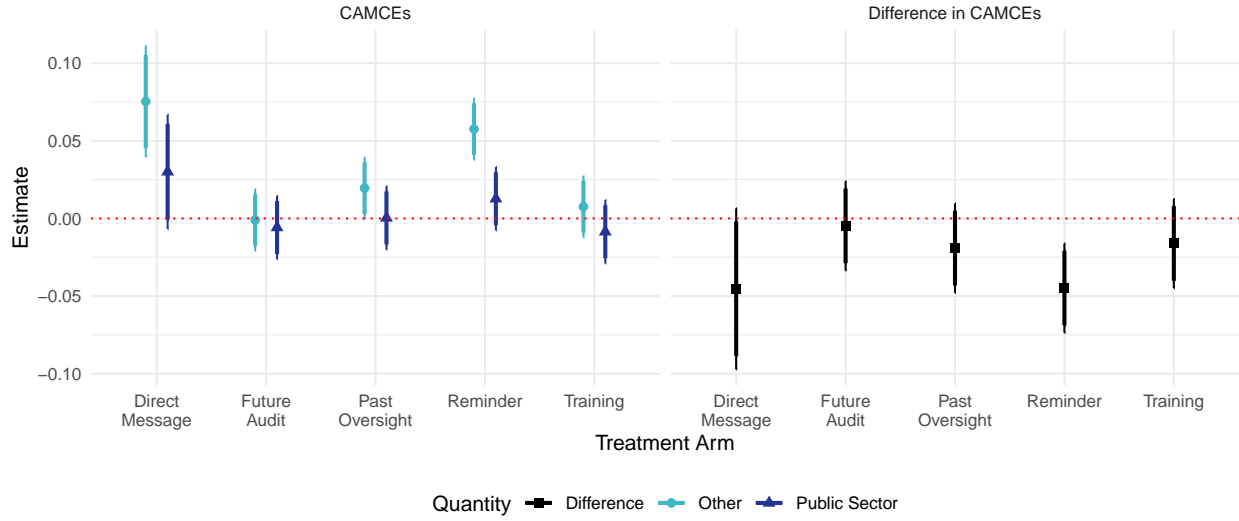 CAMCEs
Difference in CAMCEs
Estimate
0.10
0.05
0.00
−0.05
−0.10
Direct
Message
Future
Audit
Past
Oversight
Reminder
Training
Direct
Message
Future
Audit
Past
Oversight
Reminder
Training
Treatment Arm
Quantity Difference Other Public Sector